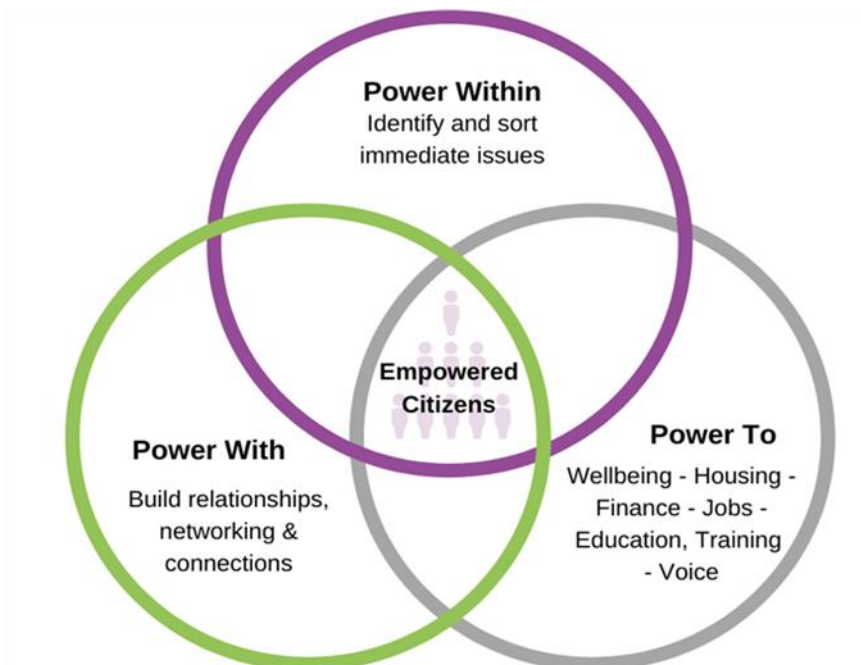 Power Within
Identify and sort
immediate issues
Empowered
Citizens
Power With
Build relationships,
networking &
connections
Power To
Wellbeing - Housing -
Finance - Jobs -
Education, Training
- Voice